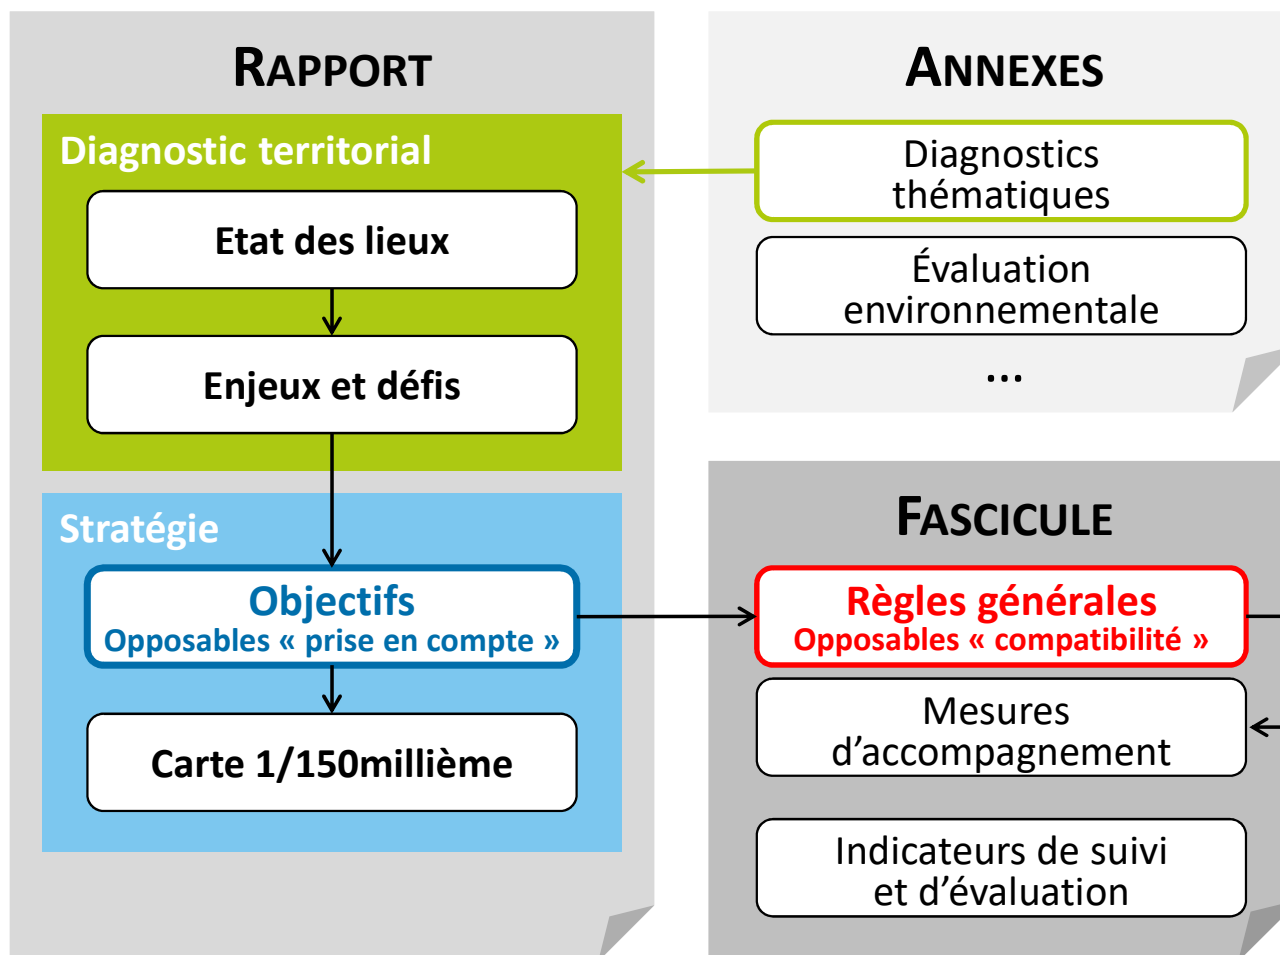 RAPPORT
Diagnostic territorial
Etat des lieux
Enjeux et défis
Stratégie
Objectifs
Opposables « prise en compte »
Carte 1/150millième
ANNEXES
Diagnostics
thématiques
Évaluation
environnementale
...
FASCICULE
Règles générales
Opposables « compatibilité »
Mesures
d’accompagnement
Indicateurs de suivi
et d’évaluation